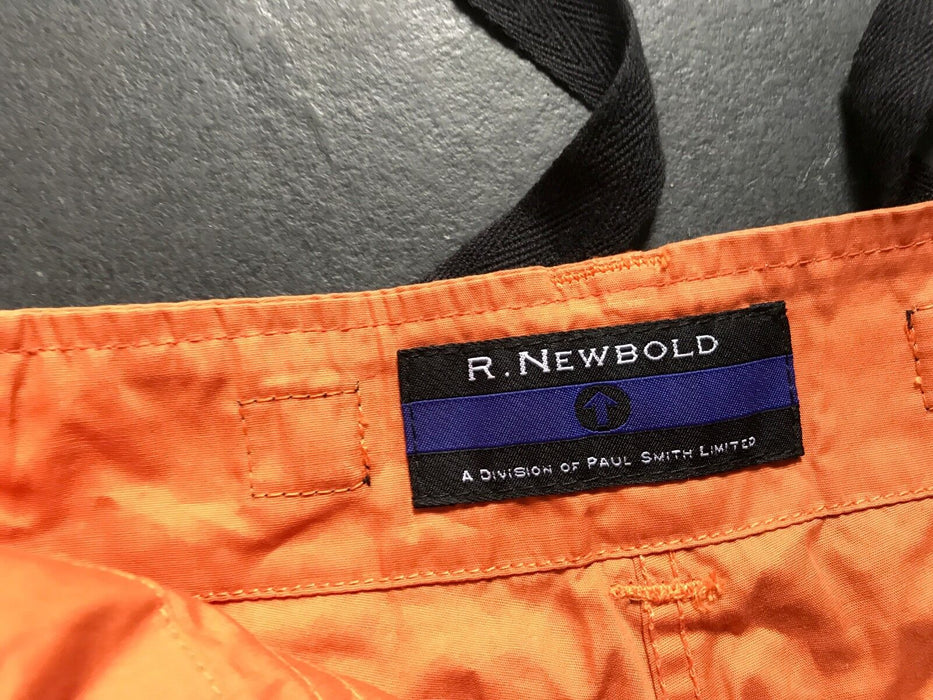 R. NEWBOLD
A DIVISION OF PAUL SMITH LIMITED